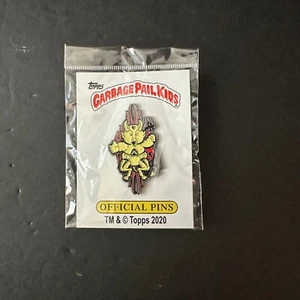 Topps
GARBAGE PAIL KIDS
OFFICIAL PINS
TM & © Topps 2020